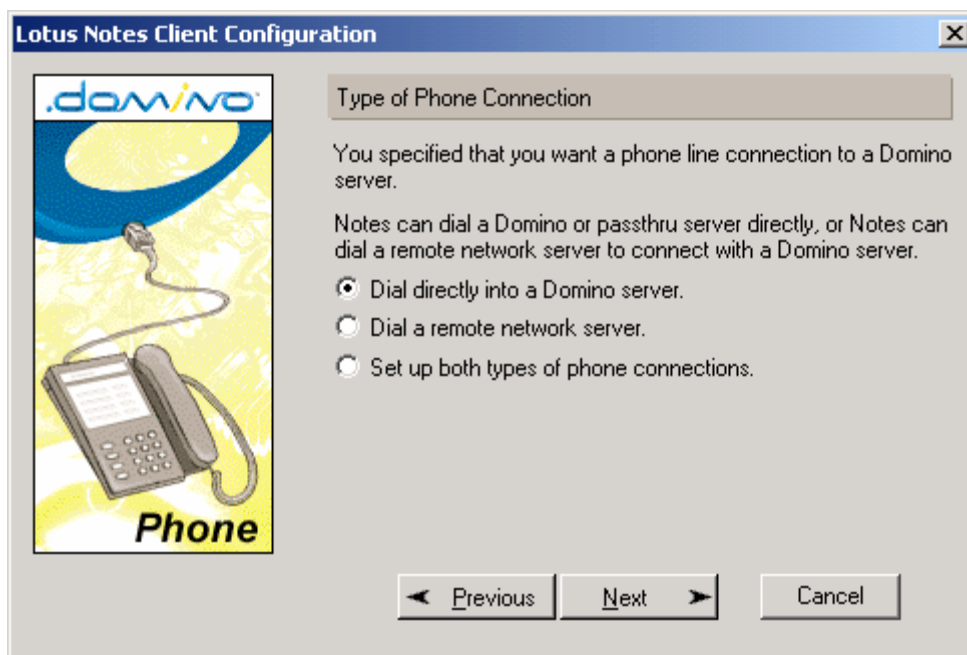 Lotus Notes Client Configuration
.domino
Type of Phone Connection
You specified that you want a phone line connection to a Domino
server.
Notes can dial a Domino or passthru server directly, or Notes can
dial a remote network server to connect with a Domino server.
Dial directly into a Domino server.
Dial a remote network server.
Set up both types of phone connections.
Phone
Previous
Next
Cancel